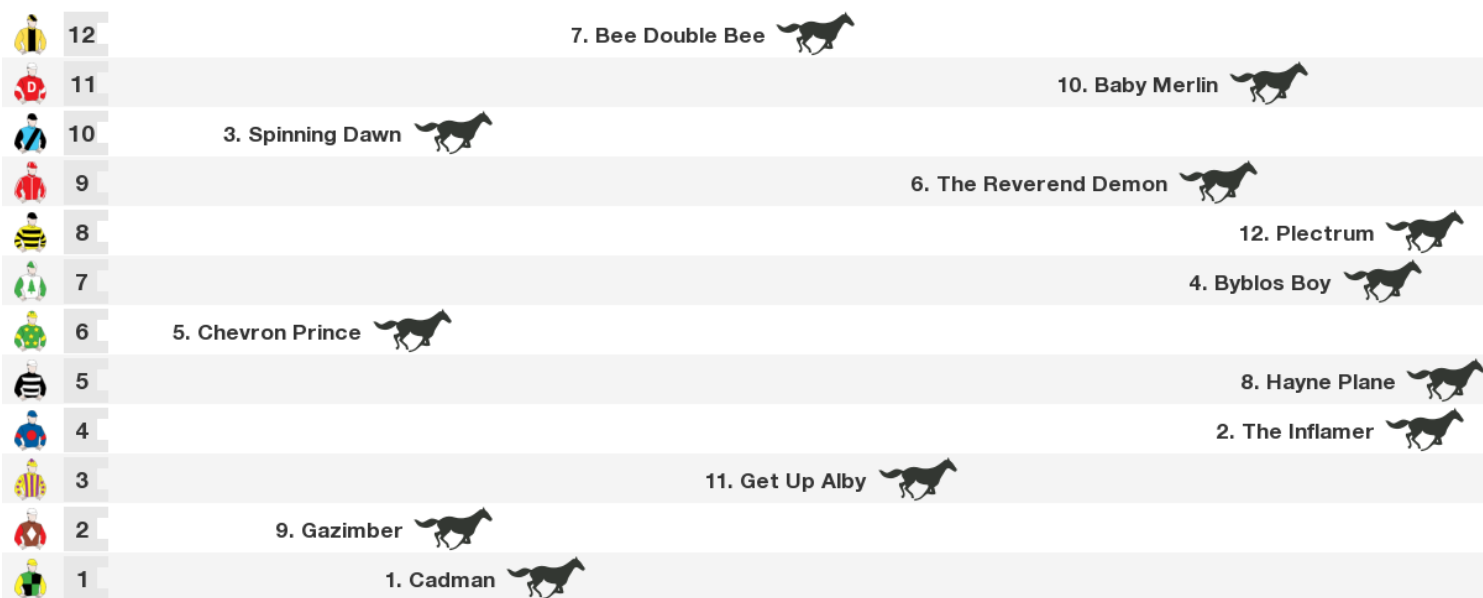 12 7. Bee Double Bee
D 11 10. Baby Merlin
10 3. Spinning Dawn
9 6. The Reverend Demon
8 12. Plectrum
7 4. Byblos Boy
6 5. Chevron Prince
5 8. Hayne Plane
4 2. The Inflamer
3 11. Get Up Alby
2 9. Gazimber
1 1. Cadman